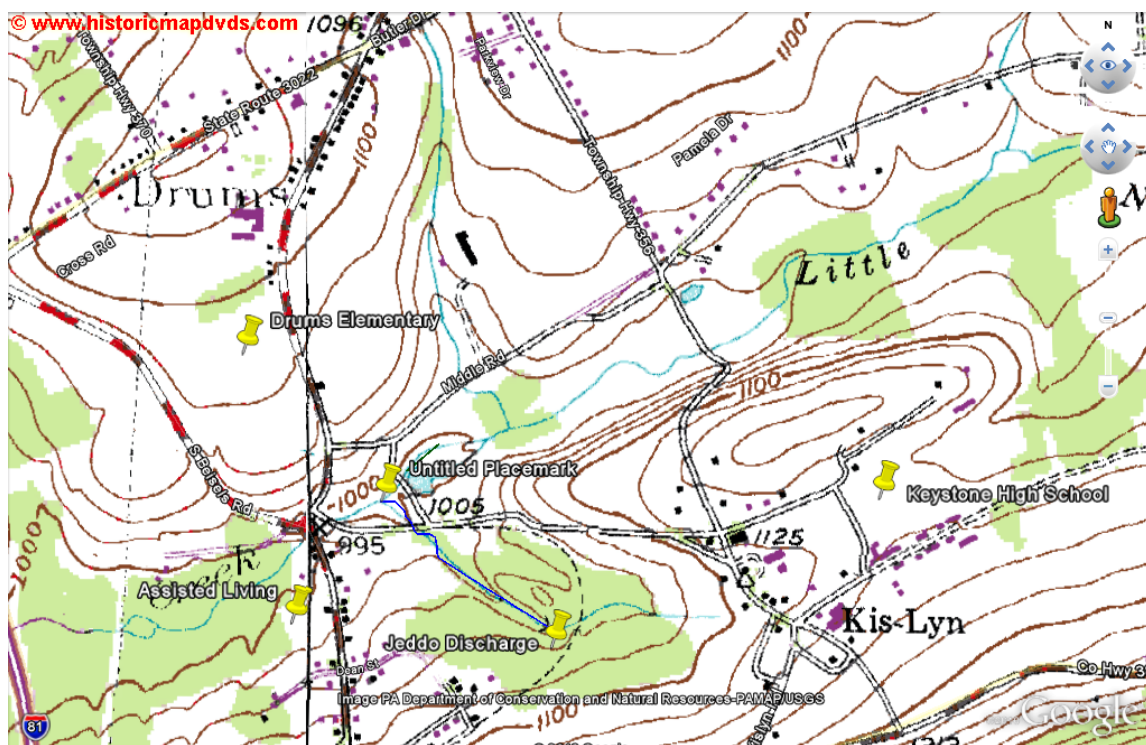 © www.historicmapdvds.com
1096
Butler Dr
Parkview Dr
N
Township Hwy 370
State Route 3022
1100
1100
Township Hwy 356
Pamela Dr
Drums
Cross Rd
Little
Drums Elementary
Middle Rd
1100
S Beisels Rd
Untitled Placemark
1000
1005
Keystone High School
1000
995
1125
Assisted Living
Jeddo Discharge
Kis-Lyn
Dean St
Co Hwy 3
Image PA Department of Conservation and Natural Resources-PAMAP/USGS
1100
81
Google